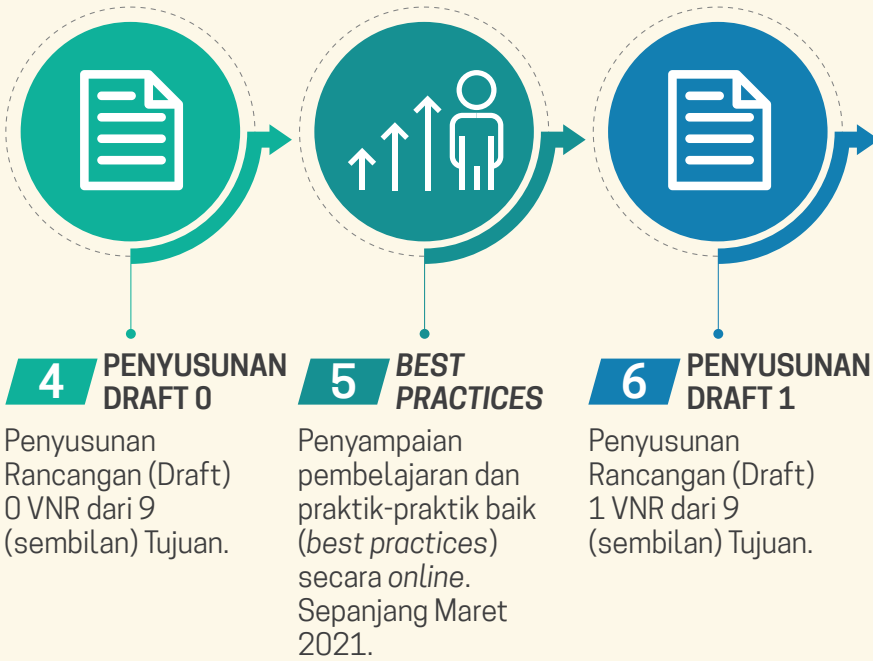 4 PENYUSUNAN
DRAFT 0
Penyusunan
Rancangan (Draft)
0 VNR dari 9
(sembilan) Tujuan.
5 BEST
PRACTICES
Penyampaian
pembelajaran dan
praktik-praktik baik
(best practices)
secara online.
Sepanjang Maret
2021.
6 PENYUSUNAN
DRAFT 1
Penyusunan
Rancangan (Draft)
1 VNR dari 9
(sembilan) Tujuan.